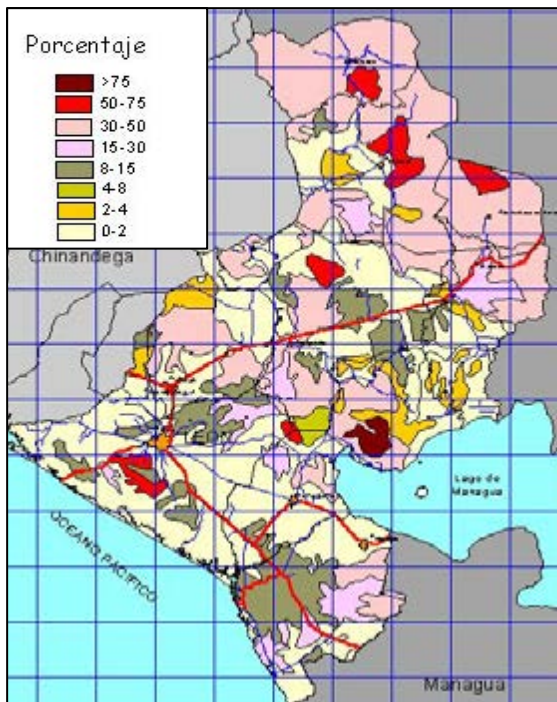 Porcentaje
>75
50-75
30-50
15-30
8-15
4-8
2-4
0-2
Chinandega
LEON
Lago de
Managua
OCEANO PACIFICO
Managua